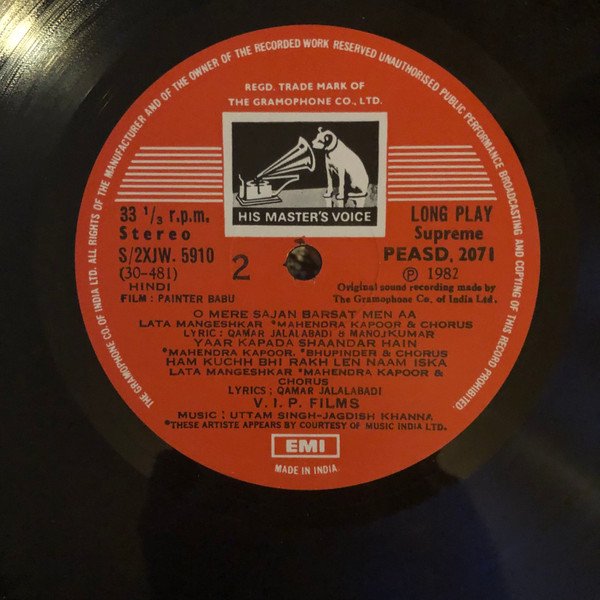 THE GRAMOPHONE CO. OF INDIA LTD. ALL RIGHTS OF THE MANUFACTURER AND OF THE OWNER OF THE RECORDED WORK RESERVED UNAUTHORISED PUBLIC PERFORMANCE BROADCASTING AND COPYING OF THIS RECORD PROHIBITED
REGD. TRADE MARK OF
THE GRAMOPHONE CO., LTD.
HIS MASTER'S VOICE
33 1/3 r.p.m.
Stereo
S/2XJW. 5910
(30-481)
HINDI
FILM : PAINTER BABU
2
LONG PLAY
Supreme
PEASD. 2071
Ⓟ 1982
Original sound recording made by
The Gramophone Co. of India Ltd.
O MERE SAJAN BARSAT MEN AA
LATA MANGESHKAR *MAHENDRA KAPOOR & CHORUS
LYRIC : QAMAR JALALABADI & MANOJKUMAR
YAAR KAPADA SHAANDAR HAIN
*MAHENDRA KAPOOR, *BHUPINDER & CHORUS
HAM KUCHH BHI RAKH LEN NAAM ISKA
LATA MANGESHKAR *MAHENDRA KAPOOR &
CHORUS
LYRICS : QAMAR JALALABADI
V. I. P. FILMS
MUSIC : UTTAM SINGH-JAGDISH KHANNA
*THESE ARTISTE APPEARS BY COURTESY OF MUSIC INDIA LTD.
EMI
MADE IN INDIA.